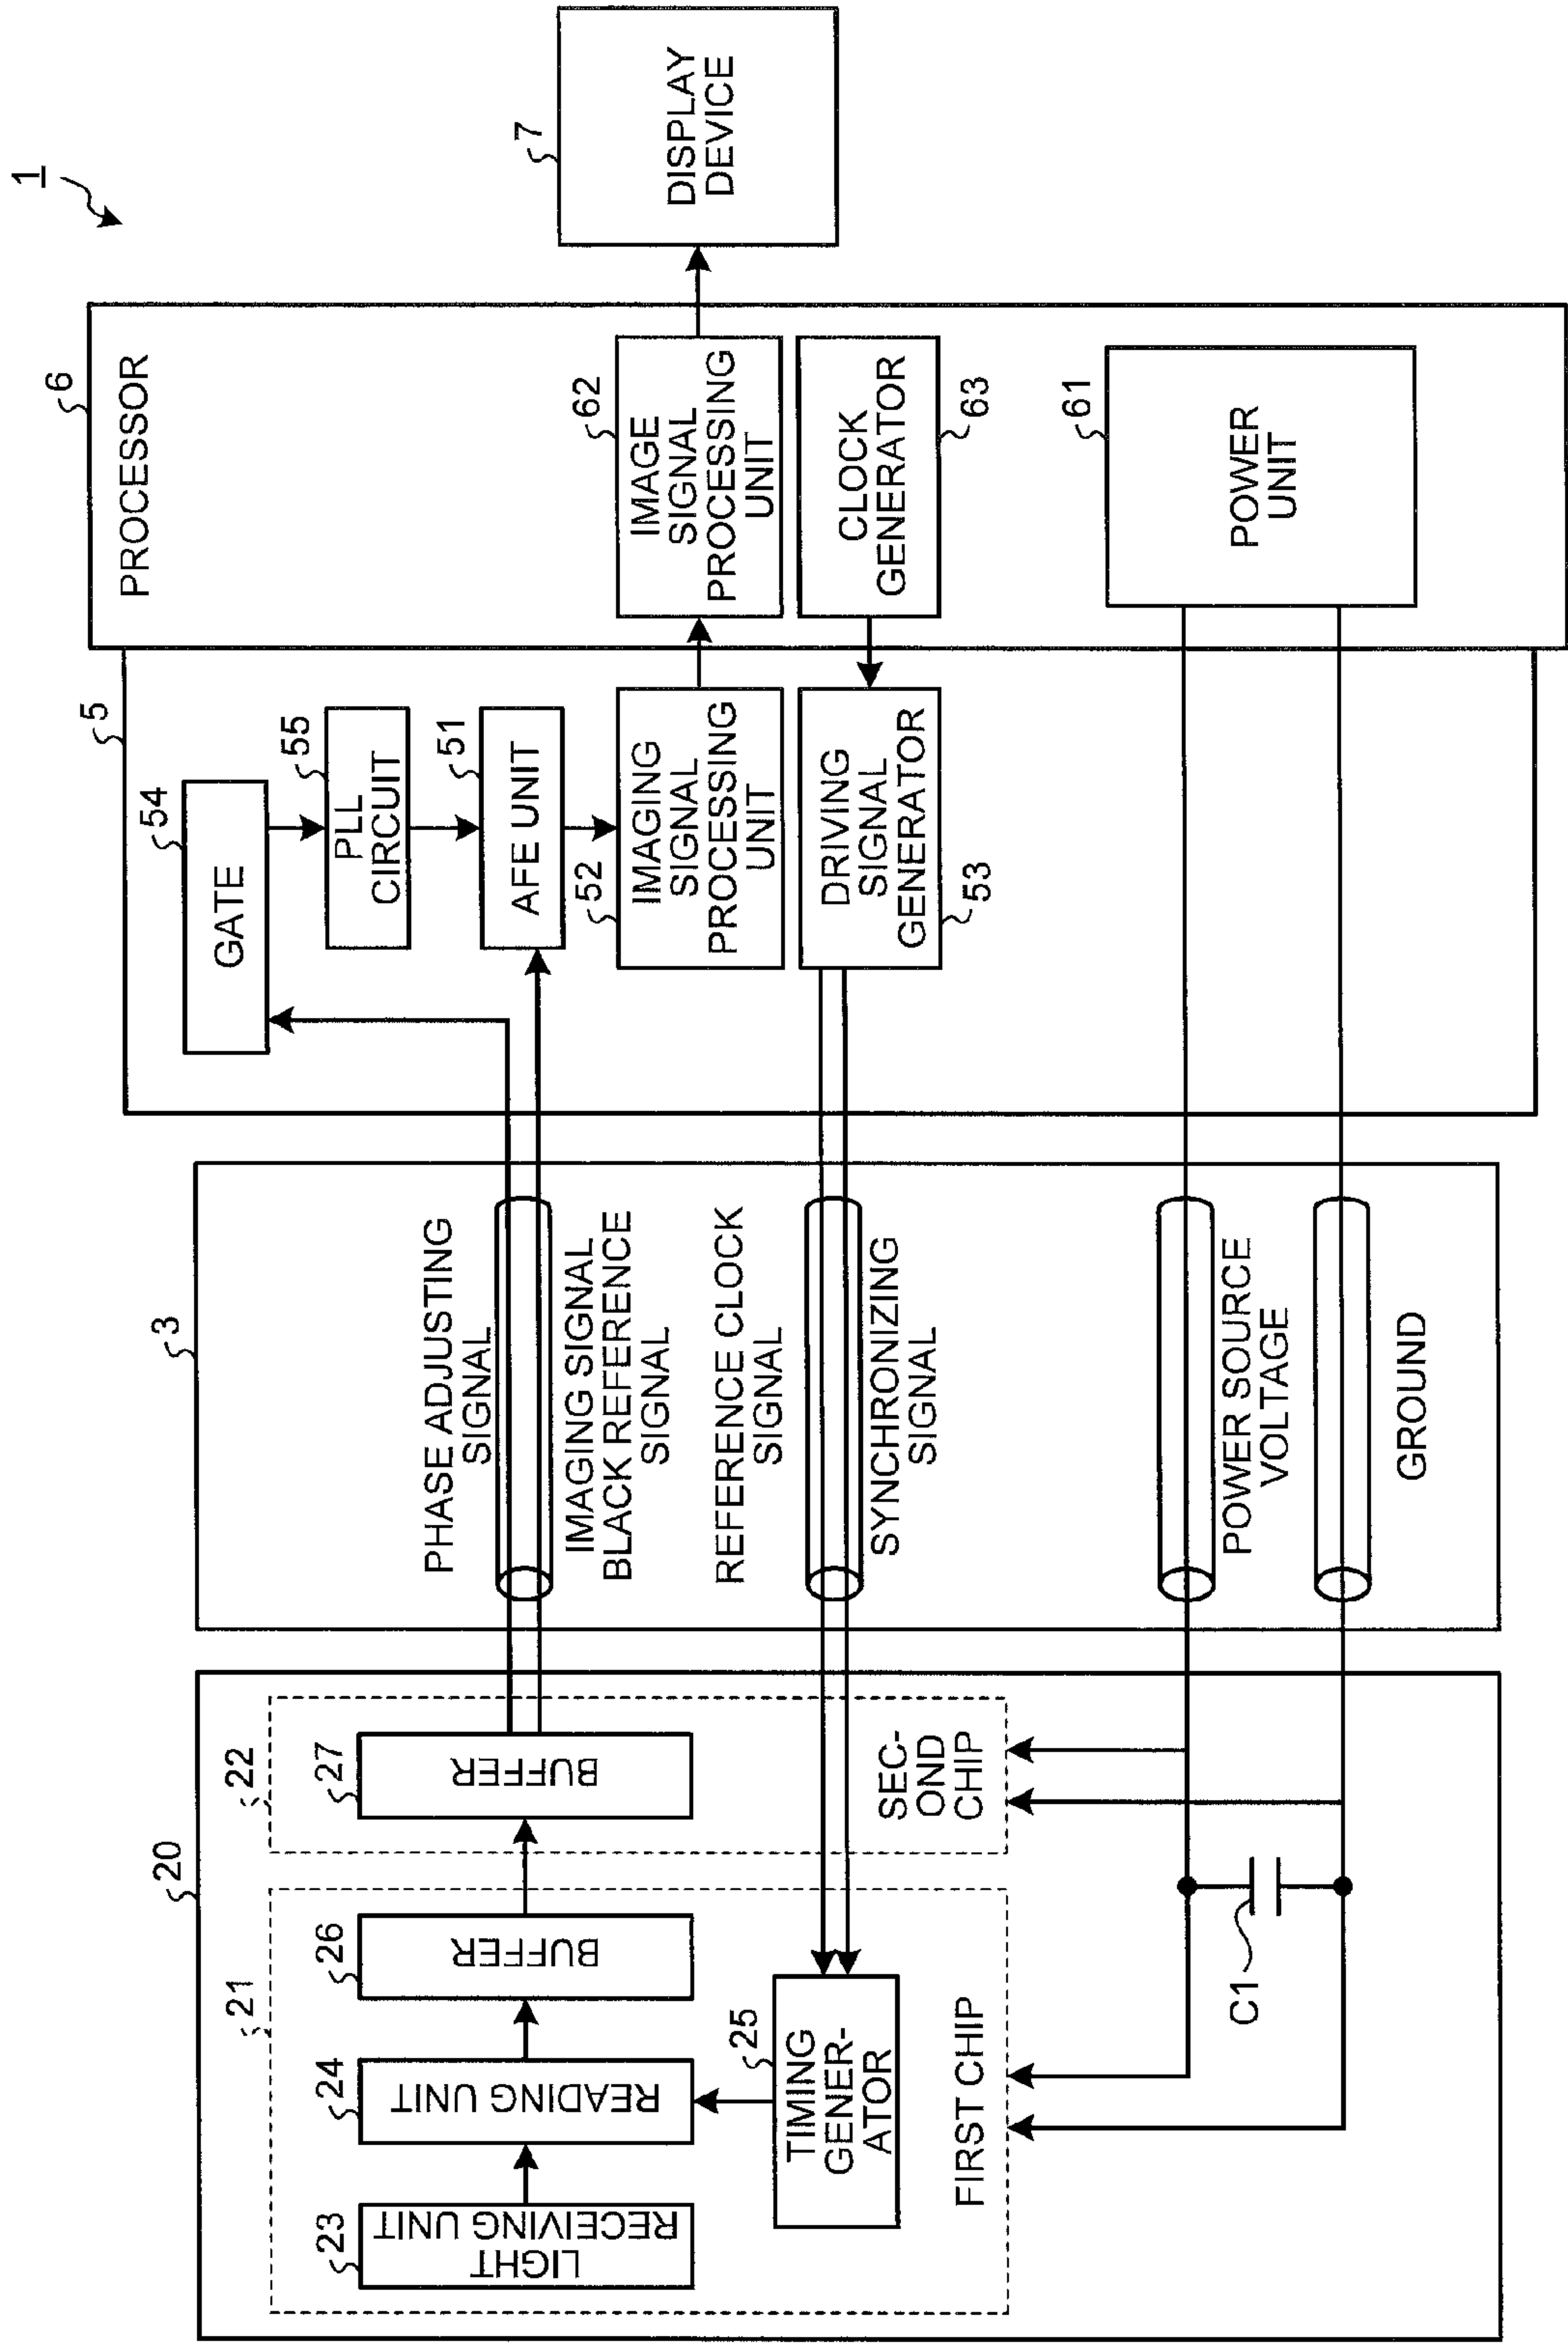 1
20
21
22
23
LIGHT
RECEIVING UNIT
24
READING UNIT
26
BUFFER
27
BUFFER
25
TIMING
GENER-
ATOR
FIRST CHIP
SEC-
OND
CHIP
C1
3
PHASE ADJUSTING
SIGNAL
IMAGING SIGNAL
BLACK REFERENCE
SIGNAL
REFERENCE CLOCK
SIGNAL
SYNCHRONIZING
SIGNAL
POWER SOURCE
VOLTAGE
GROUND
5
54
GATE
55
PLL
CIRCUIT
51
AFE UNIT
52
IMAGING
SIGNAL
PROCESSING
UNIT
DRIVING
SIGNAL
GENERATOR
53
6
PROCESSOR
62
IMAGE
SIGNAL
PROCESSING
UNIT
CLOCK
GENERATOR
63
61
POWER
UNIT
7
DISPLAY
DEVICE